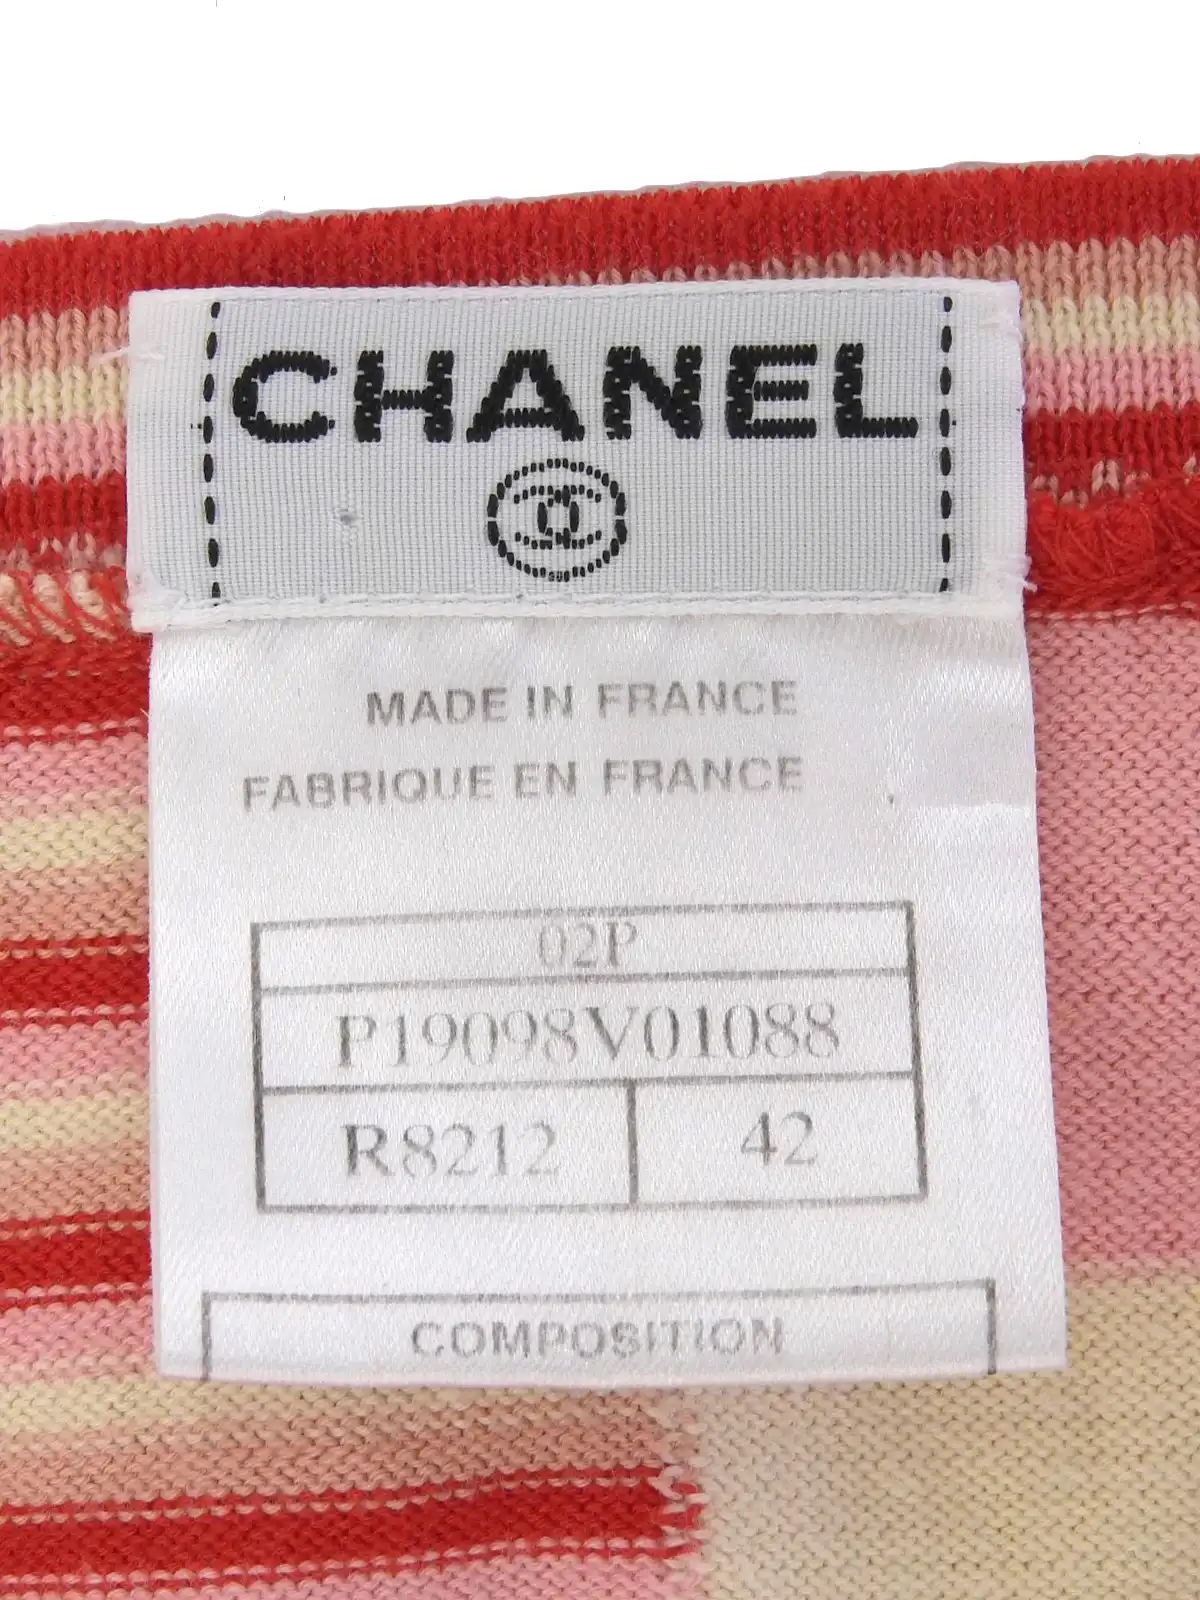 CHANEL
MADE IN FRANCE
FABRIQUE EN FRANCE
02P
P19098V01088
R8212 42
COMPOSITION